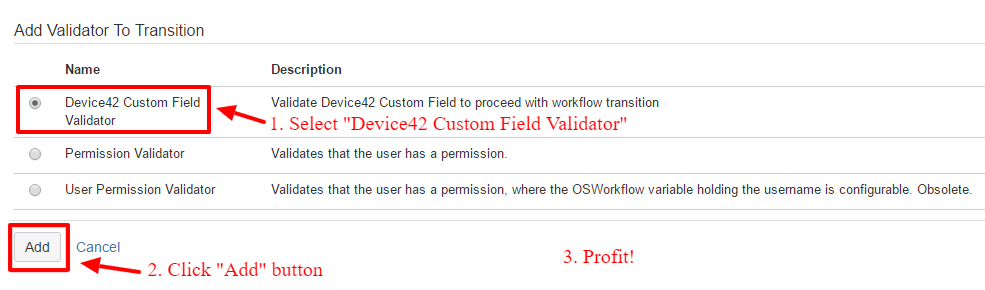 Add Validator To Transition
Name Description
Device42 Custom Field Validate Device42 Custom Field to proceed with workflow transition
Validator
1. Select "Device42 Custom Field Validator"
Permission Validator Validates that the user has a permission.
User Permission Validator Validates that the user has a permission, where the OSWorkflow variable holding the username is configurable. Obsolete.
Add Cancel
3. Profit!
2. Click "Add" button